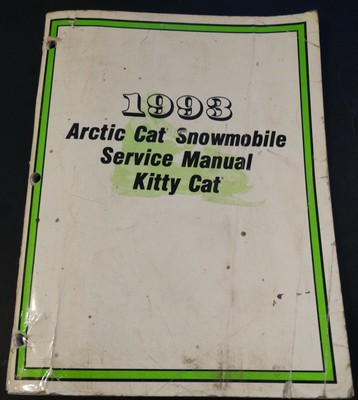 1993
Arctic Cat Snowmobile
Service Manual
Kitty Cat